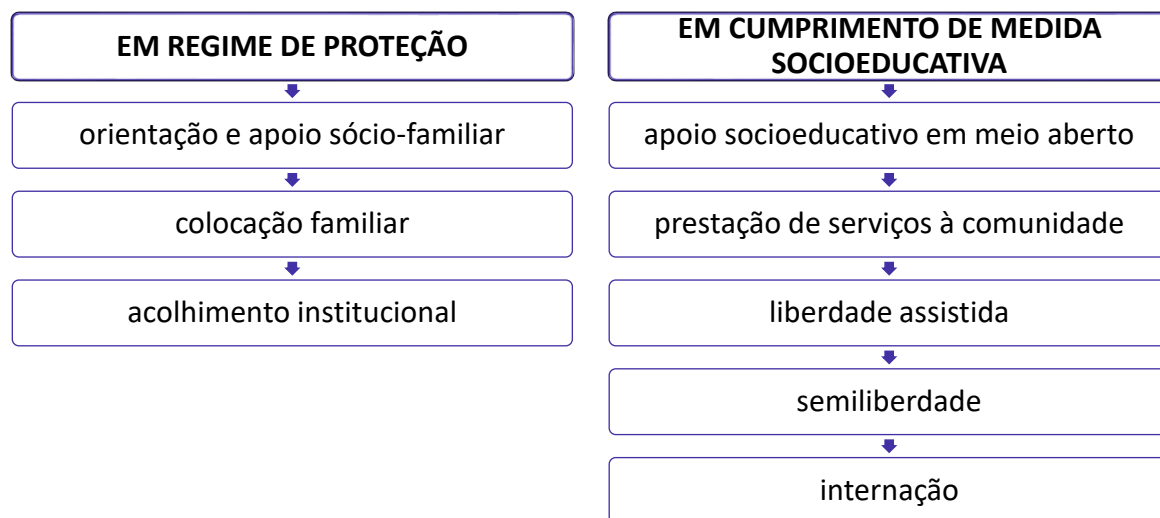 EM REGIME DE PROTEÇÃO
orientação e apoio sócio-familiar
colocação familiar
acolhimento institucional
EM CUMPRIMENTO DE MEDIDA
SOCIOEDUCATIVA
apoio socioeducativo em meio aberto
prestação de serviços à comunidade
liberdade assistida
semiliberdade
internação